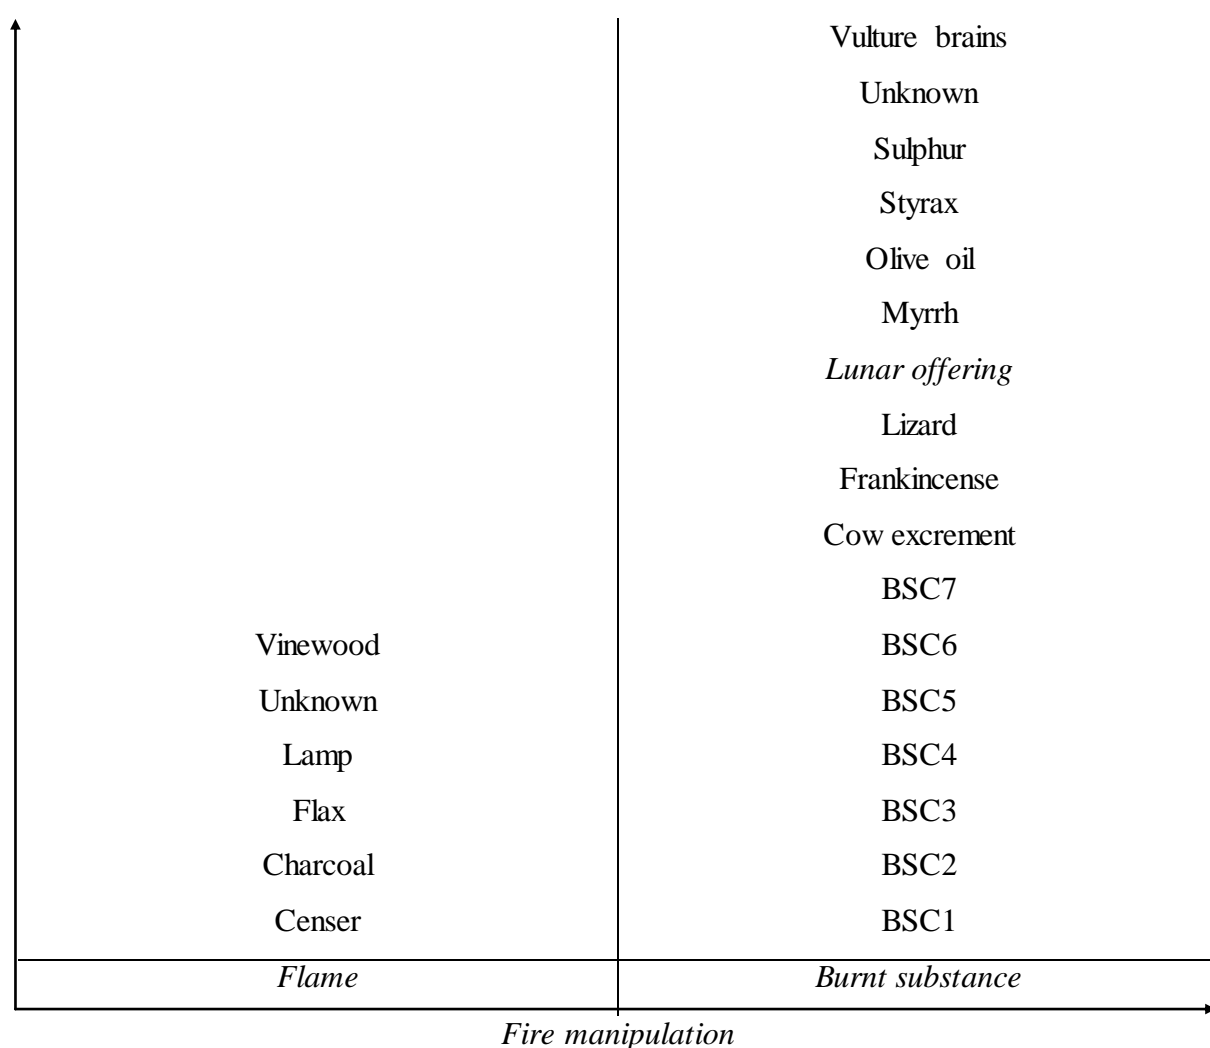 Vulture brains
Unknown
Sulphur
Styrax
Olive oil
Myrrh
Lunar offering
Lizard
Frankincense
Cow excrement
BSC7
Vinewood BSC6
Unknown BSC5
Lamp BSC4
Flax BSC3
Charcoal BSC2
Censer BSC1
Flame Burnt substance
Fire manipulation